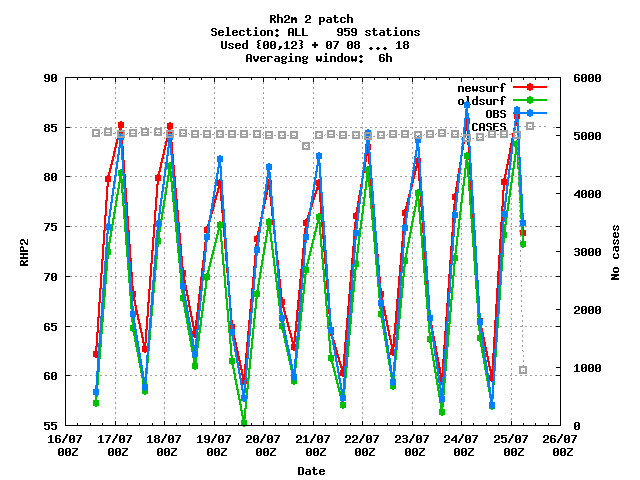 Rh2m 2 patch
Selection: ALL    959 stations
Used {00,12} + 07 08 ... 18
Averaging window:  6h
90
85
80
75
70
65
60
55
RHP2
6000
5000
4000
3000
2000
1000
0
No cases
newsurf
oldsurf
OBS
CASES
16/07 17/07 18/07 19/07 20/07 21/07 22/07 23/07 24/07 25/07 26/07
00Z 00Z 00Z 00Z 00Z 00Z 00Z 00Z 00Z 00Z 00Z
Date